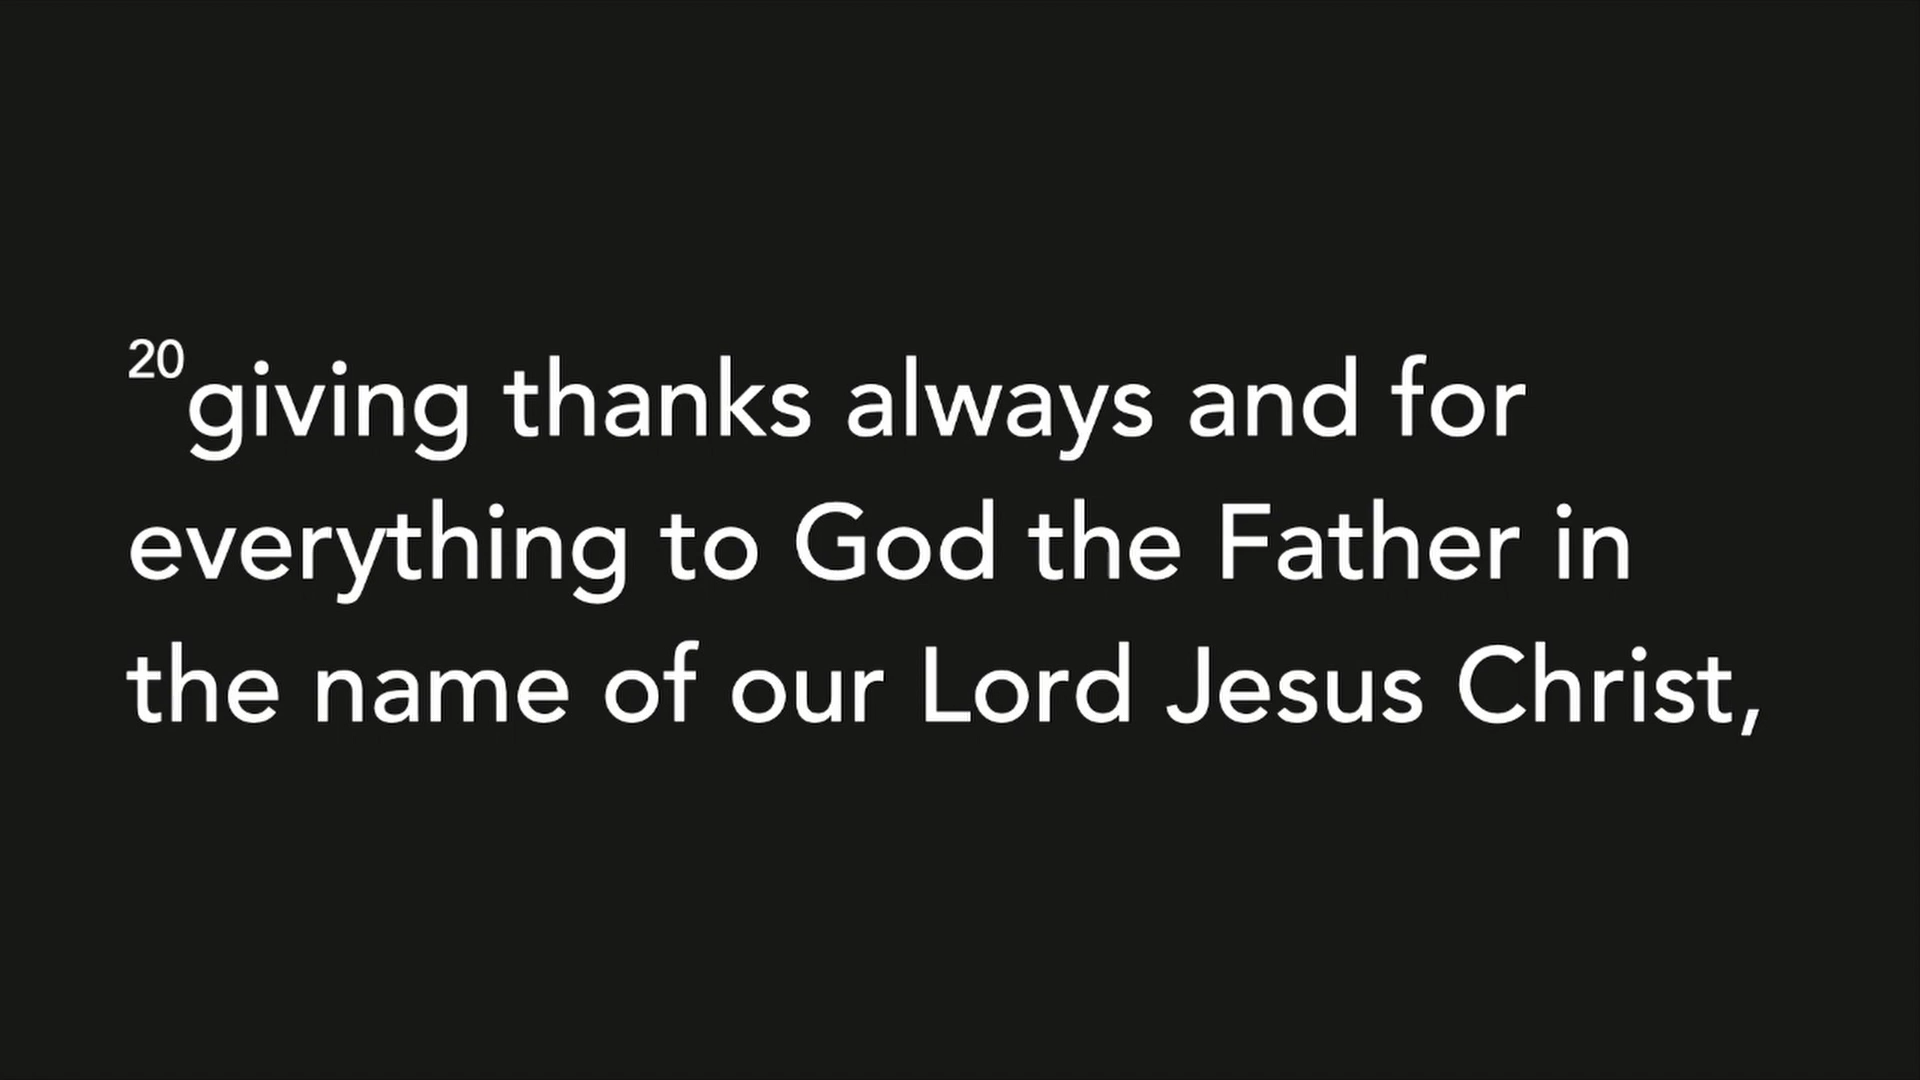 20giving thanks always and for
everything to God the Father in
the name of our Lord Jesus Christ,